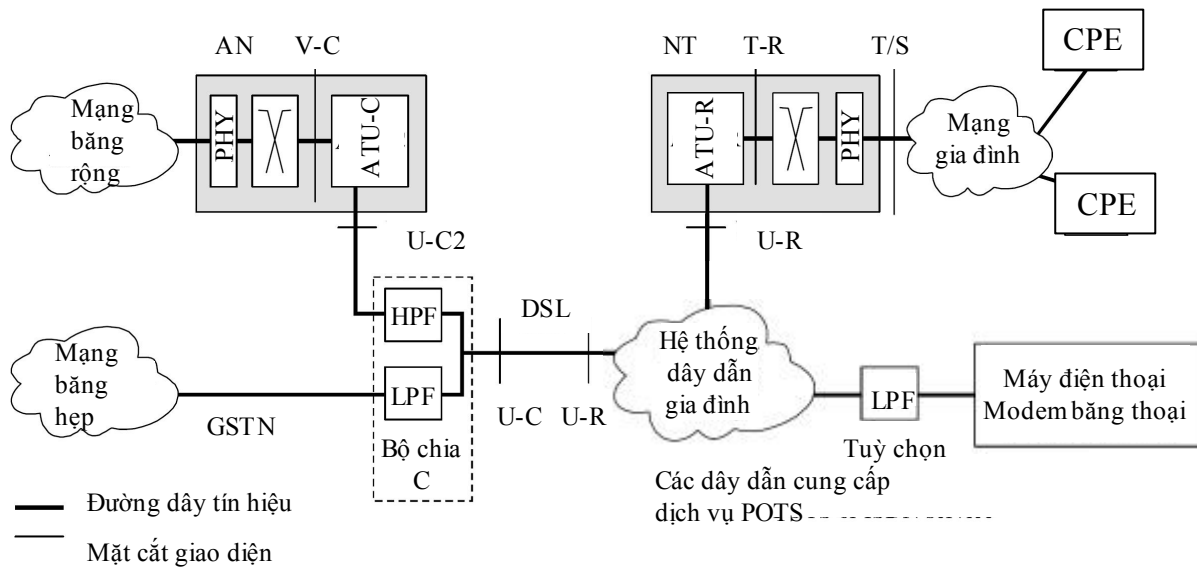 AN
V-C
NT
T-R
T/S
CPE
Mạng
băng
rộng
PHY
ATU-C
ATU-R
PHY
Mạng
gia đình
CPE
U-C2
U-R
HPF
DSL
Mạng
băng
hẹp
Hệ thống
dây dẫn
gia đình
LPF
LPF
Máy điện thoại
Modem băng thoại
GSTN
U-C
U-R
Bộ chia
C
Tuỳ chọn
Các dây dẫn cung cấp
dịch vụ POTS
Đường dây tín hiệu
Mặt cắt giao diện